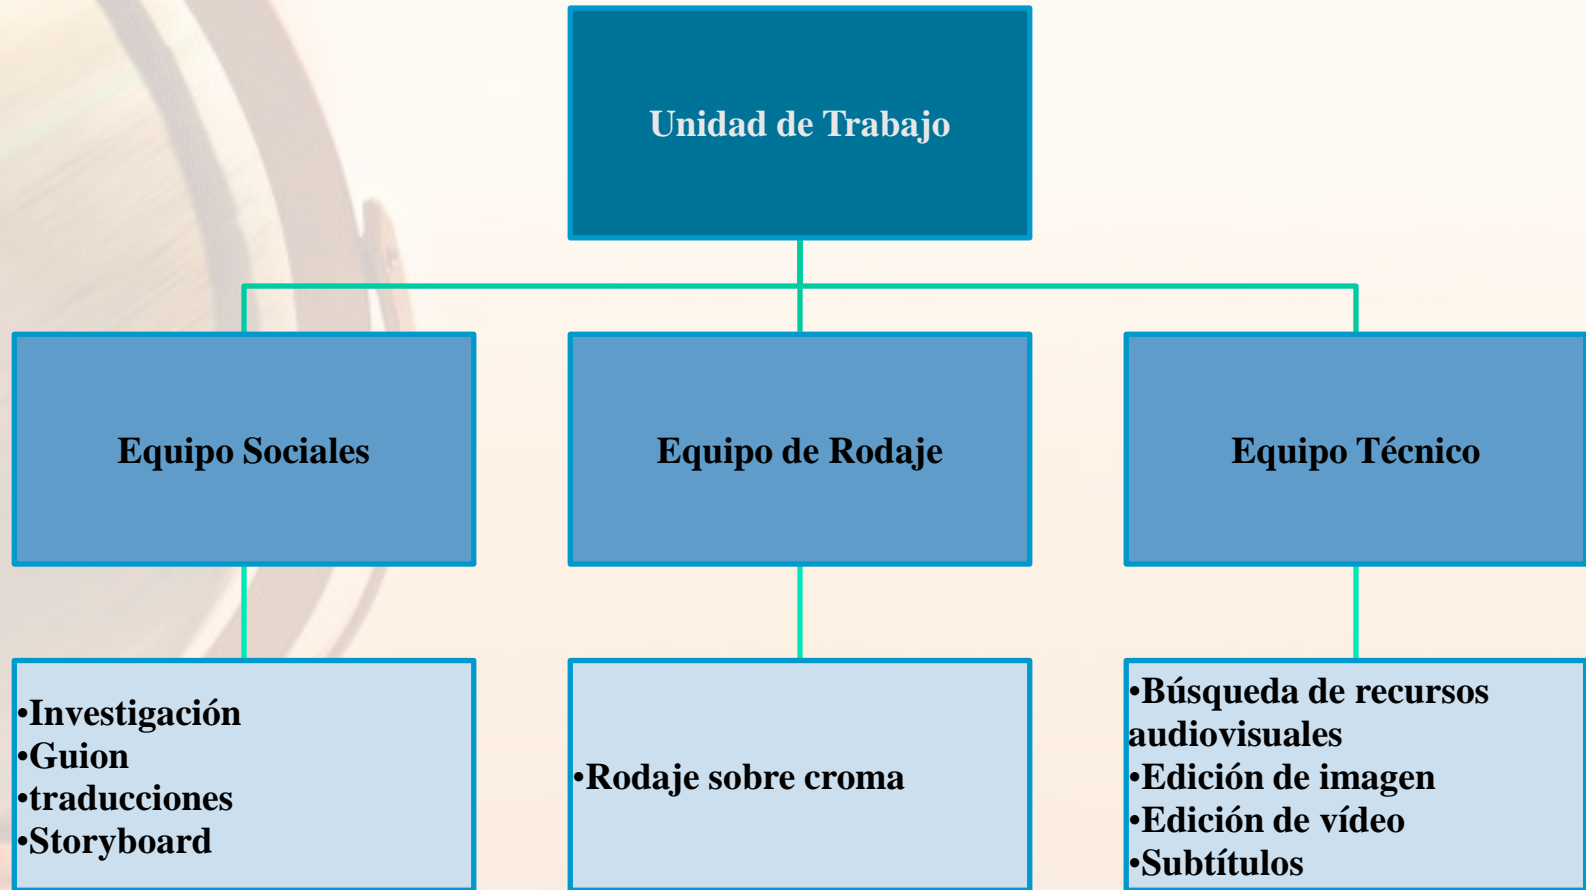 Unidad de Trabajo
Equipo Sociales
Equipo de Rodaje
Equipo Técnico
•Investigación
•Guion
•traducciones
•Storyboard
•Rodaje sobre croma
•Búsqueda de recursos
audiovisuales
•Edición de imagen
•Edición de vídeo
•Subtítulos